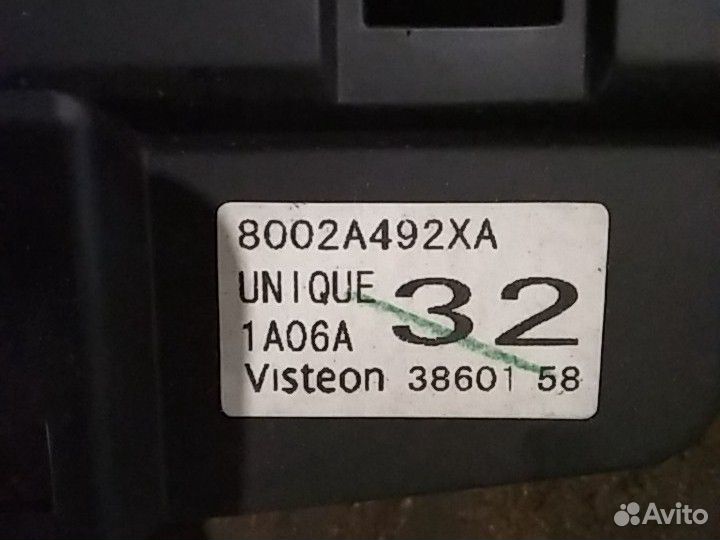 8002A492XA
UNIQUE 32
1A06A
Visteon 38601 58
Avito